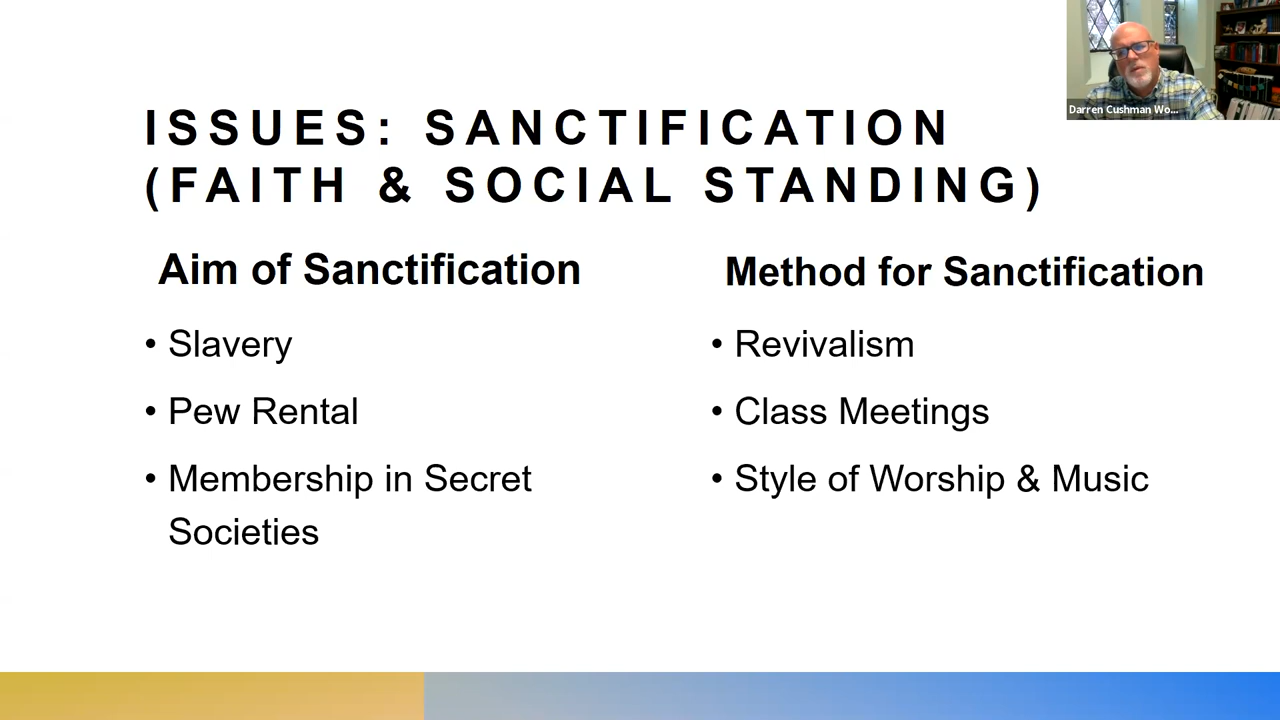 Darren Cushman Wo...
ISSUES: SANCTIFICATION
(FAITH & SOCIAL STANDING)
Aim of Sanctification
• Slavery
• Pew Rental
• Membership in Secret
Societies
Method for Sanctification
• Revivalism
• Class Meetings
• Style of Worship & Music